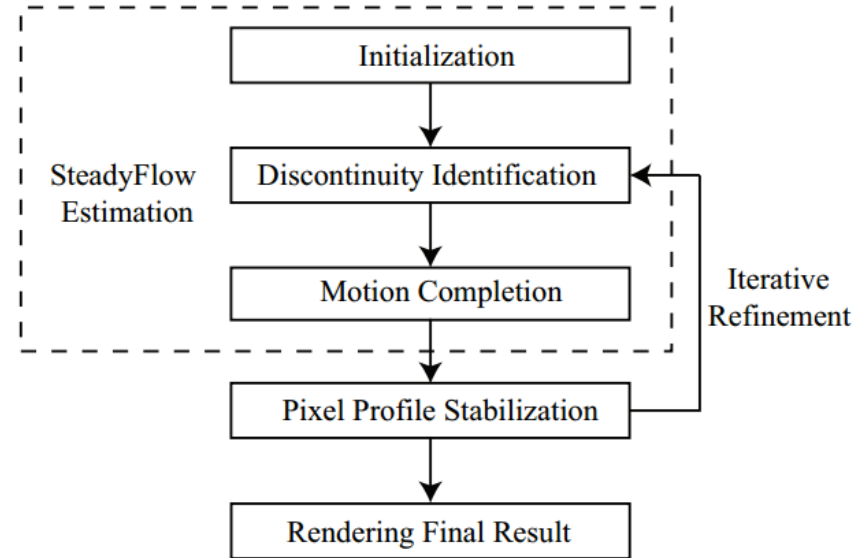 Initialization
SteadyFlow
Estimation
Discontinuity Identification
Motion Completion
Iterative
Refinement
Pixel Profile Stabilization
Rendering Final Result